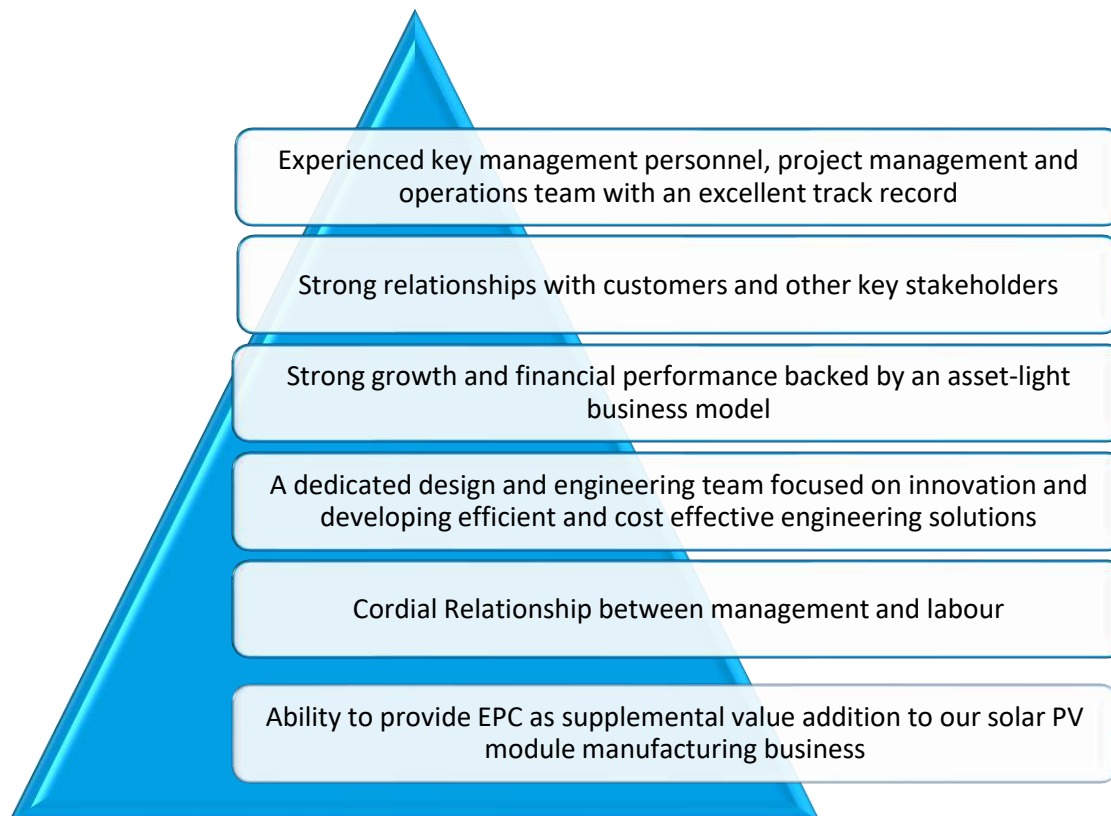 Experienced key management personnel, project management and
operations team with an excellent track record
Strong relationships with customers and other key stakeholders
Strong growth and financial performance backed by an asset-light
business model
A dedicated design and engineering team focused on innovation and
developing efficient and cost effective engineering solutions
Cordial Relationship between management and labour
Ability to provide EPC as supplemental value addition to our solar PV
module manufacturing business